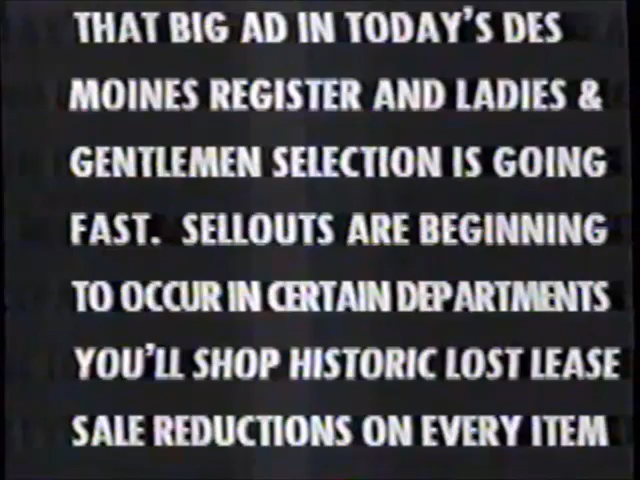 THAT BIG AD IN TODAY'S DES
MOINES REGISTER AND LADIES &
GENTLEMEN SELECTION IS GOING
FAST. SELLOUTS ARE BEGINNING
TO OCCUR IN CERTAIN DEPARTMENTS
YOU'LL SHOP HISTORIC LOST LEASE
SALE REDUCTIONS ON EVERY ITEM